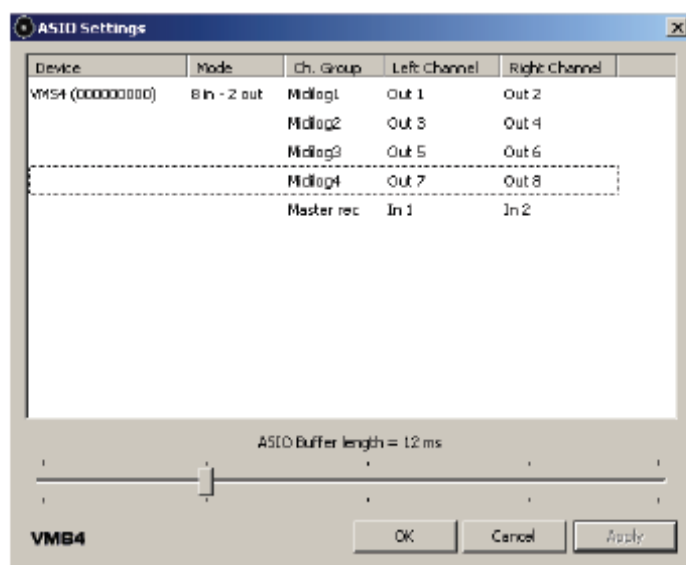 ASIO Settings
Device Mode Ch. Group Left Channel Right Channel
VMS4 (000000000) 8 in - 2 out Midilog1 Out 1 Out 2
Midilog2 Out 3 Out 4
Midilog3 Out 5 Out 6
Midilog4 Out 7 Out 8
Master rec In 1 In 2
ASIO Buffer length = 12 ms
VMS4 OK Cancel Apply